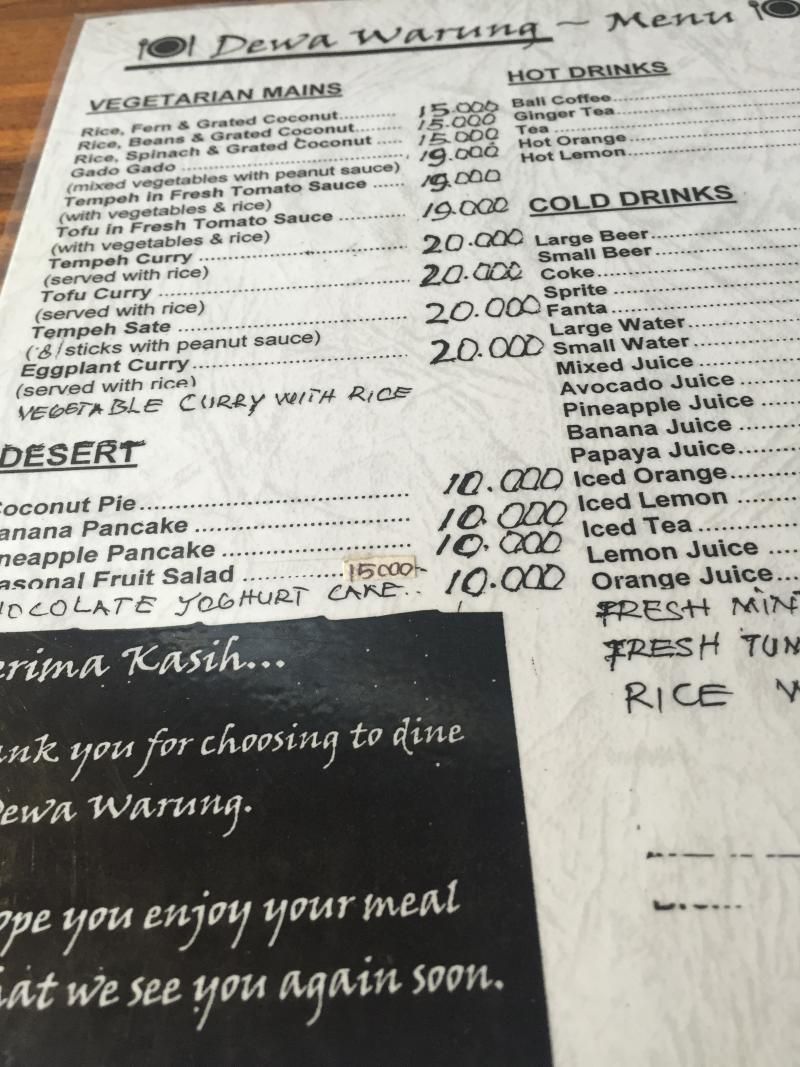 Dewa Warung ~ Menu
VEGETARIAN MAINS
Rice, Fern & Grated Coconut.......... 15.000
Rice, Beans & Grated Coconut....... 15.000
Rice, Spinach & Grated Coconut ..... 15.000
Gado Gado ............ 19.000
(mixed vegetables with peanut sauce)
Tempeh in Fresh Tomato Sauce ...... 19.000
(with vegetables & rice)
Tofu in Fresh Tomato Sauce ............ 19.000
(with vegetables & rice)
Tempeh Curry ............ 20.000
(served with rice)
Tofu Curry ............ 20.000
(served with rice)
Tempeh Sate ............ 20.000
(8/sticks with peanut sauce)
Eggplant Curry ............ 20.000
(served with rice)
VEGETABLE CURRY WITH RICE
DESERT
oconut Pie ............ 10.000
anana Pancake ............ 10.000
neapple Pancake ............ 10.000
asonal Fruit Salad ............ 15000- 10.000
OCOLATE YOGHURT CAKE..
erima Kasih...
nk you for choosing to dine
ewa Warung.
ope you enjoy your meal
at we see you again soon.
HOT DRINKS
Bali Coffee............
Ginger Tea............
Tea ............
Hot Orange............
Hot Lemon............
COLD DRINKS
Large Beer............
Small Beer............
Coke............
Sprite ............
Fanta ............
Large Water............
Small Water ............
Mixed Juice ............
Avocado Juice ............
Pineapple Juice ....
Banana Juice ......
Papaya Juice.......
Iced Orange............
Iced Lemon ............
Iced Tea ............
Lemon Juice ....
Orange Juice...
FRESH MIN
FRESH
RICE